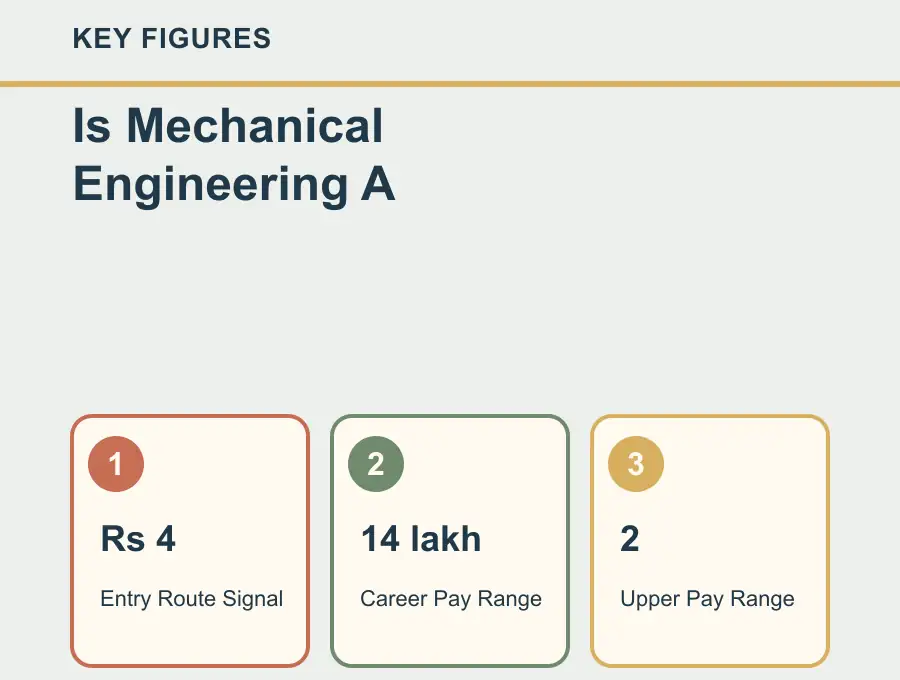 KEY FIGURES
Is Mechanical
Engineering A
1
Rs 4
Entry Route Signal
2
14 lakh
Career Pay Range
3
2
Upper Pay Range